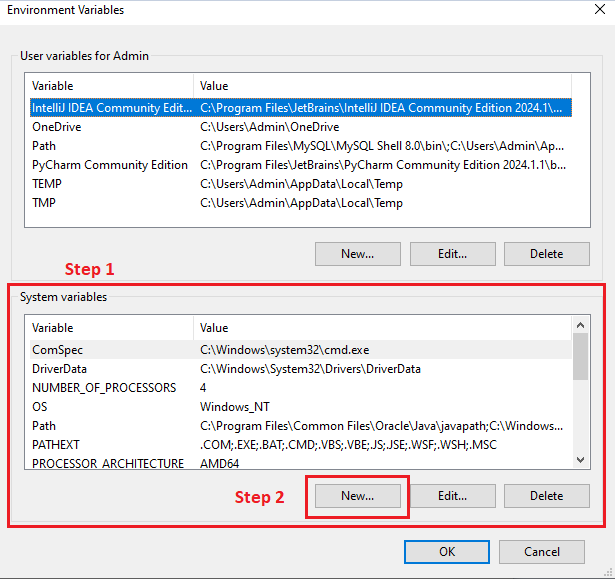 Environment Variables
User variables for Admin
Variable Value
IntelliJ IDEA Community Edit... C:\Program Files\JetBrains\IntelliJ IDEA Community Edition 2024.1\...
OneDrive C:\Users\Admin\OneDrive
Path C:\Program Files\MySQL\MySQL Shell 8.0\bin\;C:\Users\Admin\Ap...
PyCharm Community Edition C:\Program Files\JetBrains\PyCharm Community Edition 2024.1.1\b...
TEMP C:\Users\Admin\AppData\Local\Temp
TMP C:\Users\Admin\AppData\Local\Temp
New... Edit... Delete
Step 1
System variables
Variable Value
ComSpec C:\Windows\system32\cmd.exe
DriverData C:\Windows\System32\Drivers\DriverData
NUMBER_OF_PROCESSORS 4
OS Windows_NT
Path C:\Program Files\Common Files\Oracle\Java\javapath;C:\Windows...
PATHEXT .COM;.EXE;.BAT;.CMD;.VBS;.VBE;.JS;.JSE;.WSF;.WSH;.MSC
PROCESSOR_ARCHITECTURE AMD64
Step 2 New... Edit... Delete
OK Cancel